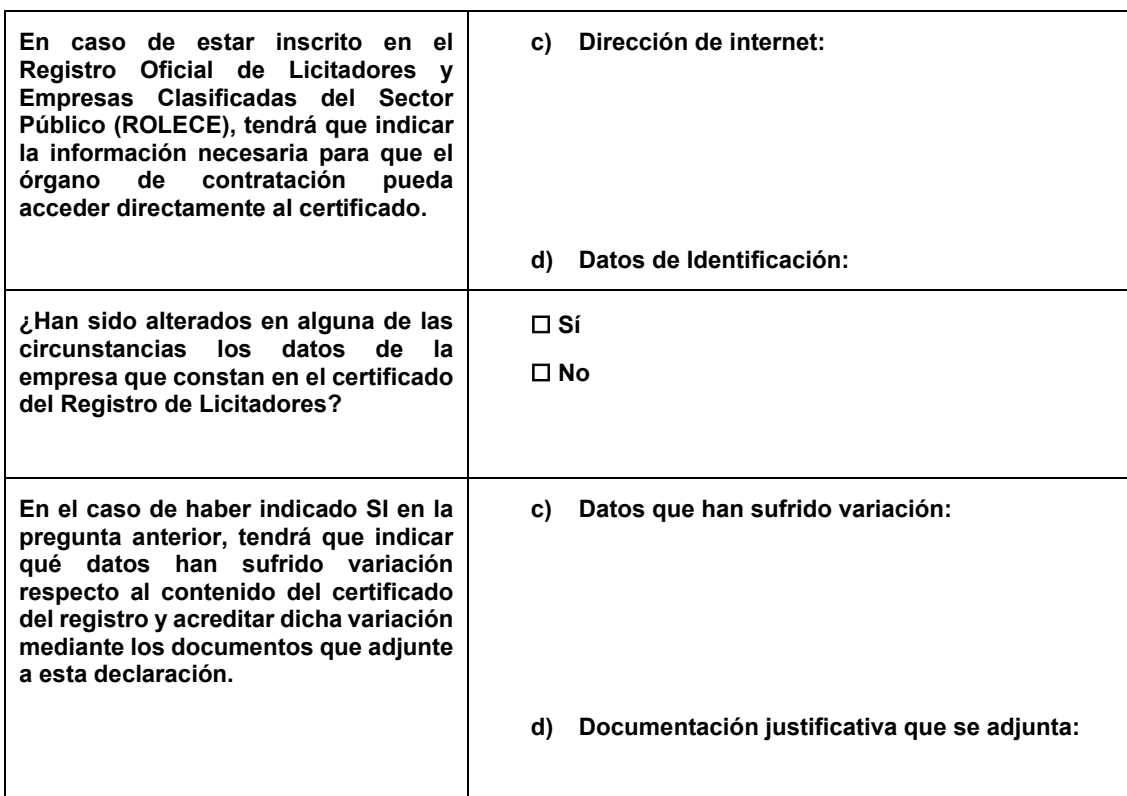 En caso de estar inscrito en el
Registro Oficial de Licitadores y
Empresas Clasificadas del Sector
Público (ROLECE), tendrá que indicar
la información necesaria para que el
órgano de contratación pueda
acceder directamente al certificado.
c) Dirección de internet:
d) Datos de Identificación:
¿Han sido alterados en alguna de las
circunstancias los datos de la
empresa que constan en el certificado
del Registro de Licitadores?
☐ Sí
☐ No
En el caso de haber indicado SI en la
pregunta anterior, tendrá que indicar
qué datos han sufrido variación
respecto al contenido del certificado
del registro y acreditar dicha variación
mediante los documentos que adjunte
a esta declaración.
c) Datos que han sufrido variación:
d) Documentación justificativa que se adjunta: